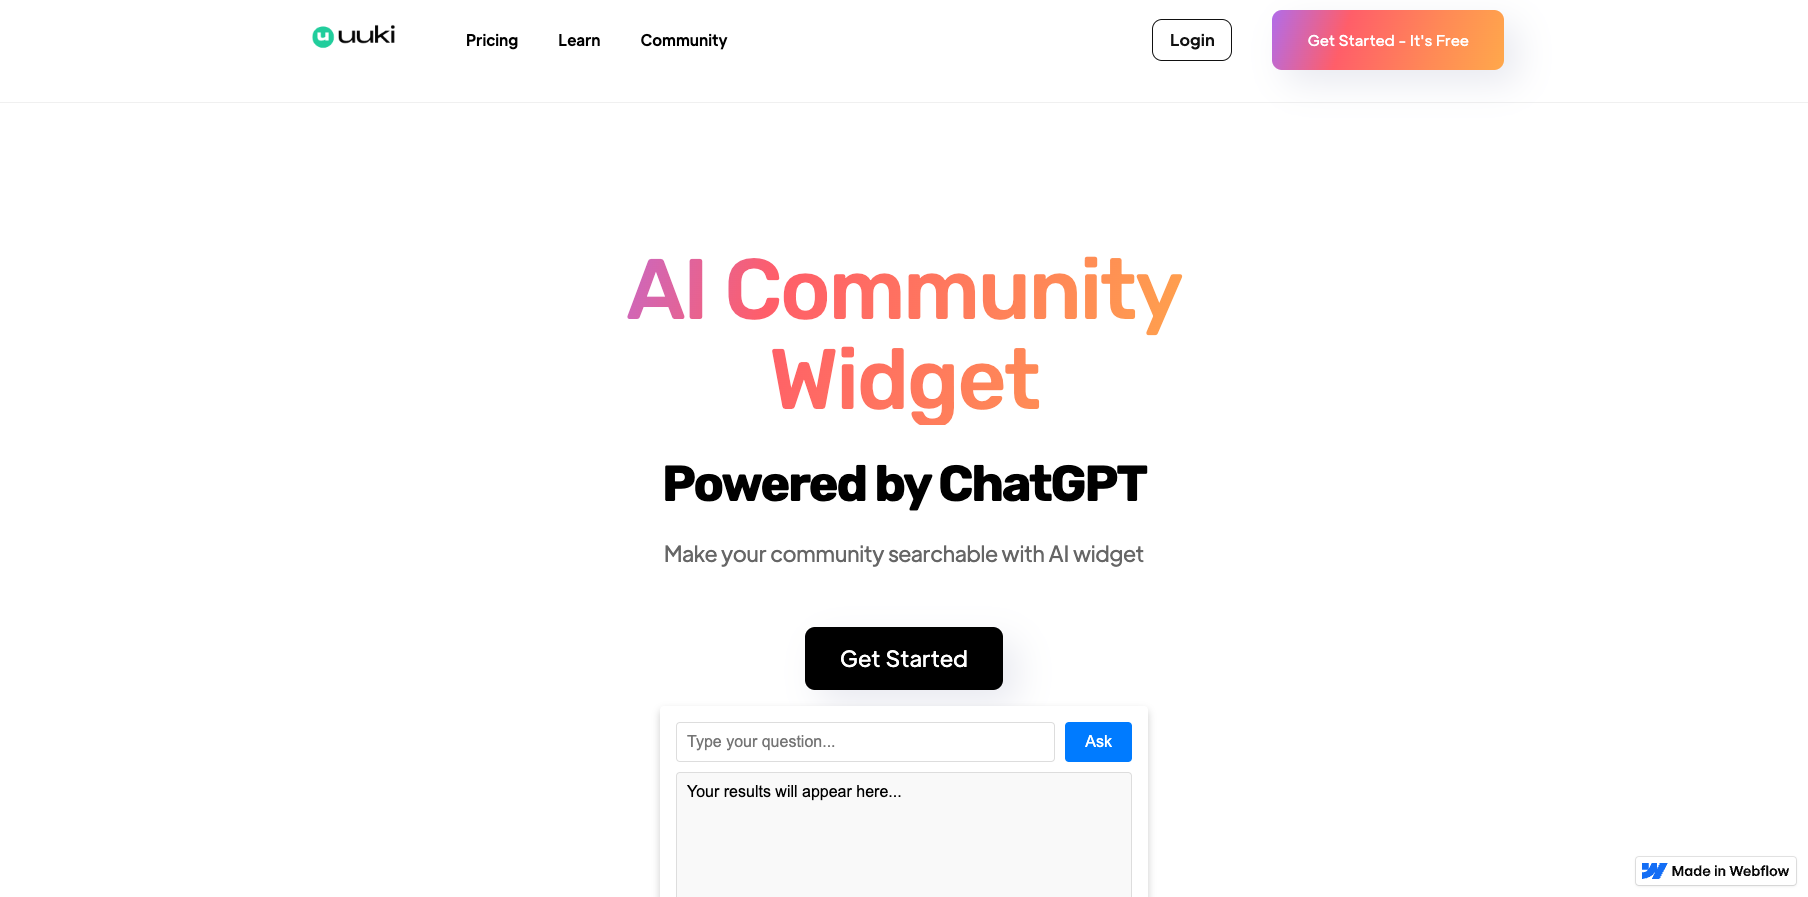 uuki
Pricing
Learn
Community
Login
Get Started - It's Free
AI Community
Widget
Powered by ChatGPT
Make your community searchable with AI widget
Get Started
Type your question...
Ask
Your results will appear here...
Made in Webflow